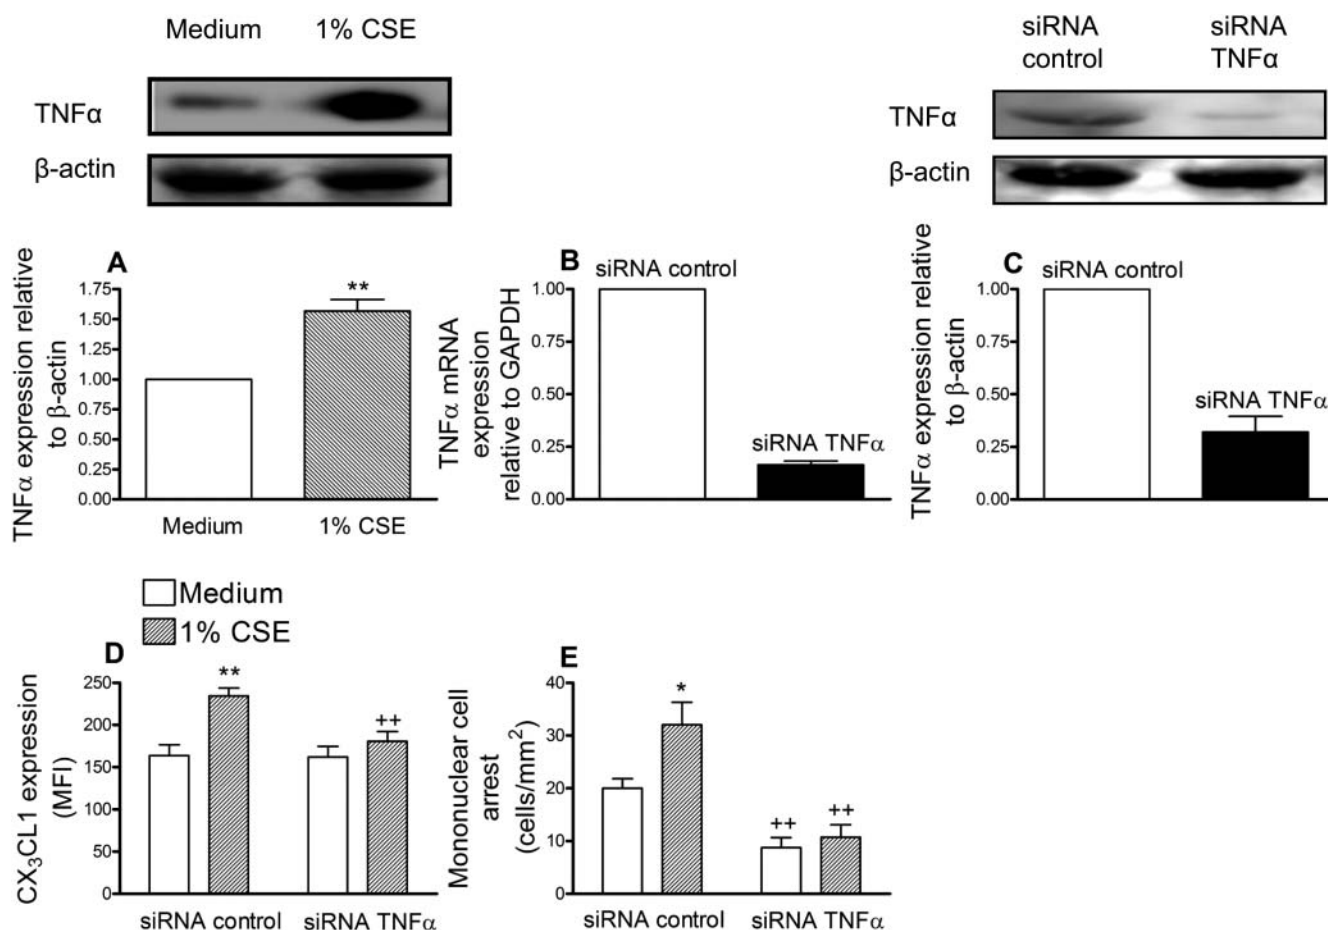 Medium 1% CSE
TNFα
β-actin
siRNA control
siRNA TNFα
TNFα
β-actin
A
TNFα expression relative
to β-actin
1.75
1.50
1.25
1.00
0.75
0.50
0.25
0.00
**
Medium 1% CSE
B
TNFα mRNA
expression
relative to GAPDH
1.00
0.75
0.50
0.25
0.00
siRNA control
siRNA TNFα
C
TNFα expression relative
to β-actin
1.00
0.75
0.50
0.25
0.00
siRNA control
siRNA TNFα
Medium
1% CSE
D
CX3CL1 expression
(MFI)
250
200
150
100
50
0
**
++
siRNA control siRNA TNFα
E
Mononuclear cell
arrest
(cells/mm²)
40
30
20
10
0
*
++ ++
siRNA control siRNA TNFα